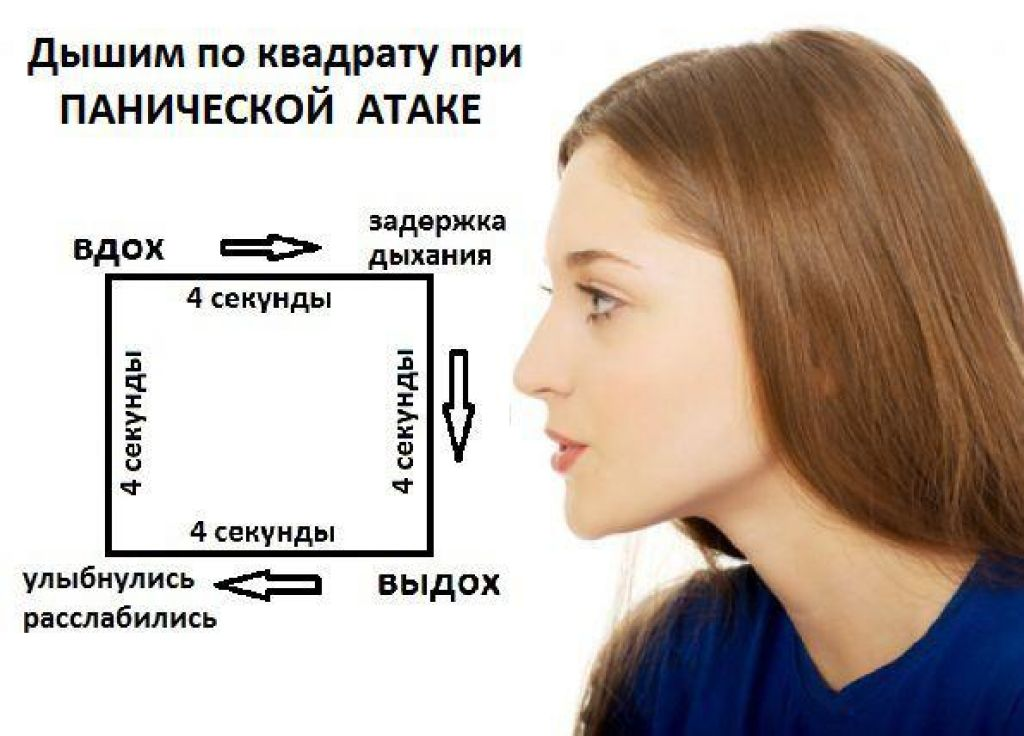 Дышим по квадрату при
ПАНИЧЕСКОЙ АТАКЕ
вдох
задержка
дыхания
4 секунды
4 секунды
4 секунды
4 секунды
улыбнулись
расслабились
выдох